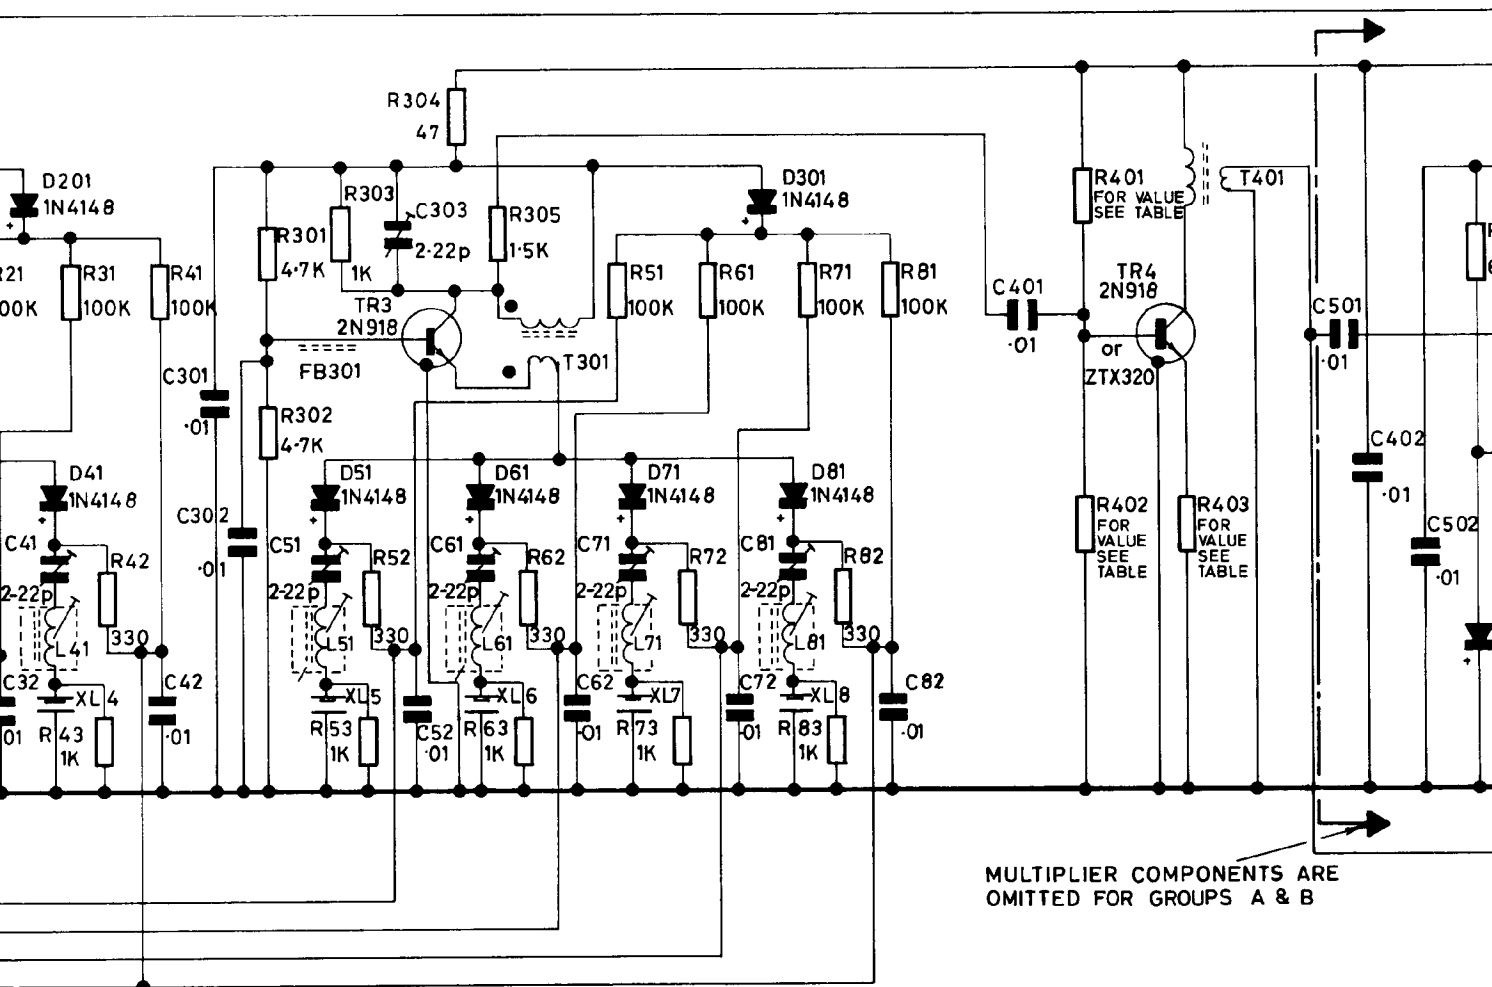 R304
47
D201
1N4148
+
R303
1K
C303
2-22p
R305
1·5K
D301
1N4148
+
R401
FOR VALUE
SEE TABLE
T401
R301
4·7K
R31
100K
R41
100K
00K
TR3
2N918
R51
100K
R61
100K
R71
100K
R81
100K
C401
·01
TR4
2N918
or
ZTX320
C501
·01
FB301
T301
C301
·01
R302
4·7K
C402
·01
D41
1N4148
+
D51
1N4148
+
D61
1N4148
+
D71
1N4148
D81
1N4148
+
C302
·01
R402
FOR
VALUE
SEE
TABLE
R403
FOR
VALUE
SEE
TABLE
C502
·01
C41
2-22p
R42
330
C51
2-22p
R52
330
C61
2-22p
R62
330
C71
2-22p
R72
330
C81
2-22p
R82
330
L41
L51
L61
L71
L81
+
C32
01
XL4
R43
1K
C42
·01
XL5
R53
1K
C52
·01
XL6
R63
1K
C62
·01
XL7
R73
1K
C72
·01
XL8
R83
1K
C82
·01
MULTIPLIER COMPONENTS ARE
OMITTED FOR GROUPS A & B